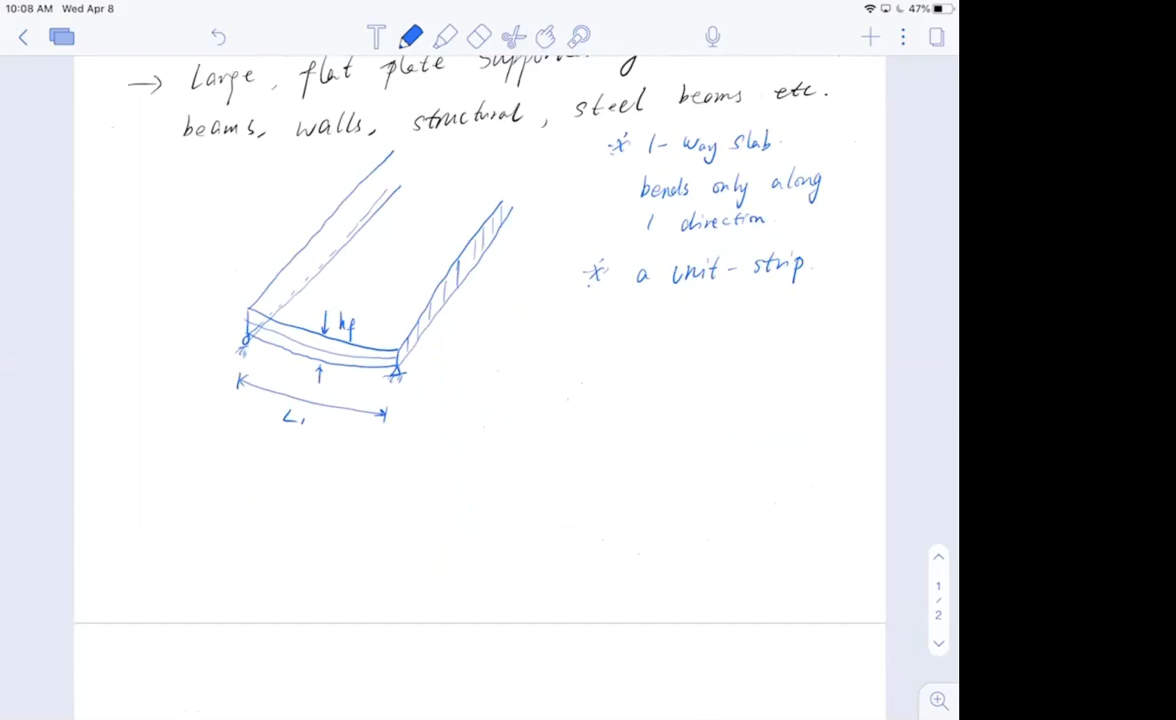 10:08 AM Wed Apr 8
47%
T
→ Large, flat plate
beams, walls, structural, steel beams etc.
* 1-way slab
bends only along
1 direction
* a unit-strip.
hf
L1
1
/
2